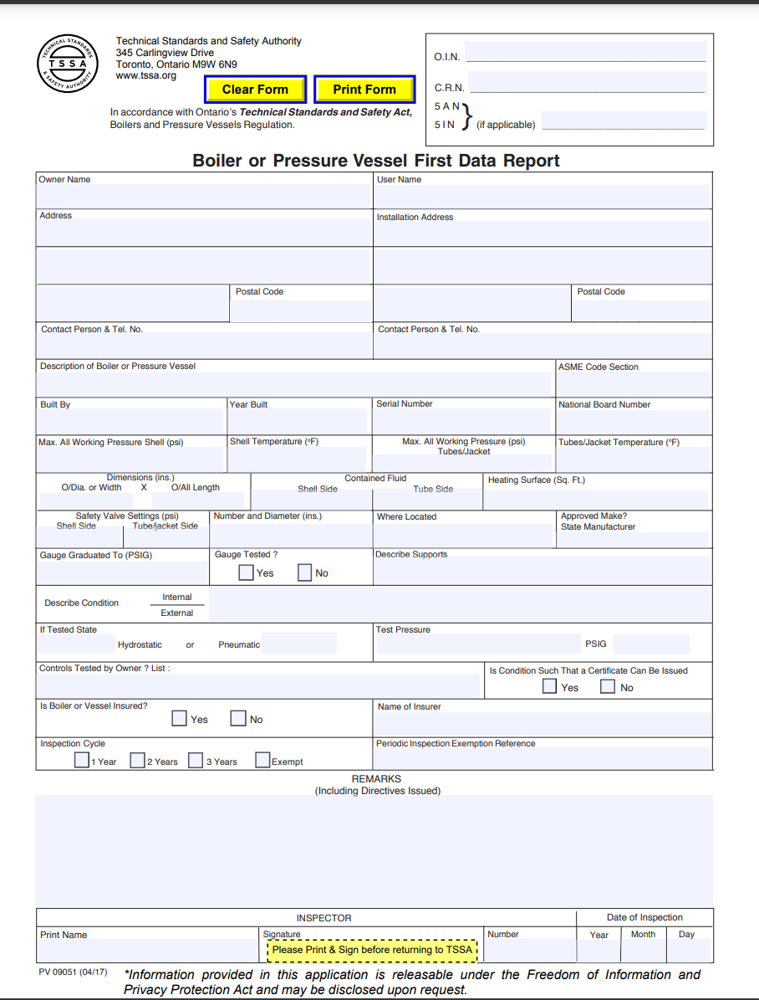 TECHNICAL STANDARDS
TSSA
& SAFETY AUTHORITY
Technical Standards and Safety Authority
345 Carlingview Drive
Toronto, Ontario M9W 6N9
www.tssa.org
Clear Form Print Form
In accordance with Ontario's Technical Standards and Safety Act,
Boilers and Pressure Vessels Regulation.
O.I.N.
C.R.N.
5 A N
5 I N } (if applicable)
Boiler or Pressure Vessel First Data Report
Owner Name User Name
Address Installation Address
Postal Code Postal Code
Contact Person & Tel. No. Contact Person & Tel. No.
Description of Boiler or Pressure Vessel ASME Code Section
Built By Year Built Serial Number National Board Number
Max. All Working Pressure Shell (psi) Shell Temperature (°F) Max. All Working Pressure (psi) Tubes/Jacket Temperature (°F)
Tubes/Jacket
Dimensions (ins.) Contained Fluid Heating Surface (Sq. Ft.)
O/Dia. or Width X O/All Length Shell Side Tube Side
Safety Valve Settings (psi) Number and Diameter (ins.) Where Located Approved Make?
Shell Side Tube/jacket Side State Manufacturer
Gauge Graduated To (PSIG) Gauge Tested ? Describe Supports
Yes No
Describe Condition Internal
External
If Tested State Test Pressure
Hydrostatic or Pneumatic PSIG
Controls Tested by Owner ? List : Is Condition Such That a Certificate Can Be Issued
Yes No
Is Boiler or Vessel Insured? Name of Insurer
Yes No
Inspection Cycle Periodic Inspection Exemption Reference
1 Year 2 Years 3 Years Exempt
REMARKS
(Including Directives Issued)
INSPECTOR Date of Inspection
Print Name Signature Number Year Month Day
Please Print & Sign before returning to TSSA
PV 09051 (04/17)
*Information provided in this application is releasable under the Freedom of Information and
Privacy Protection Act and may be disclosed upon request.